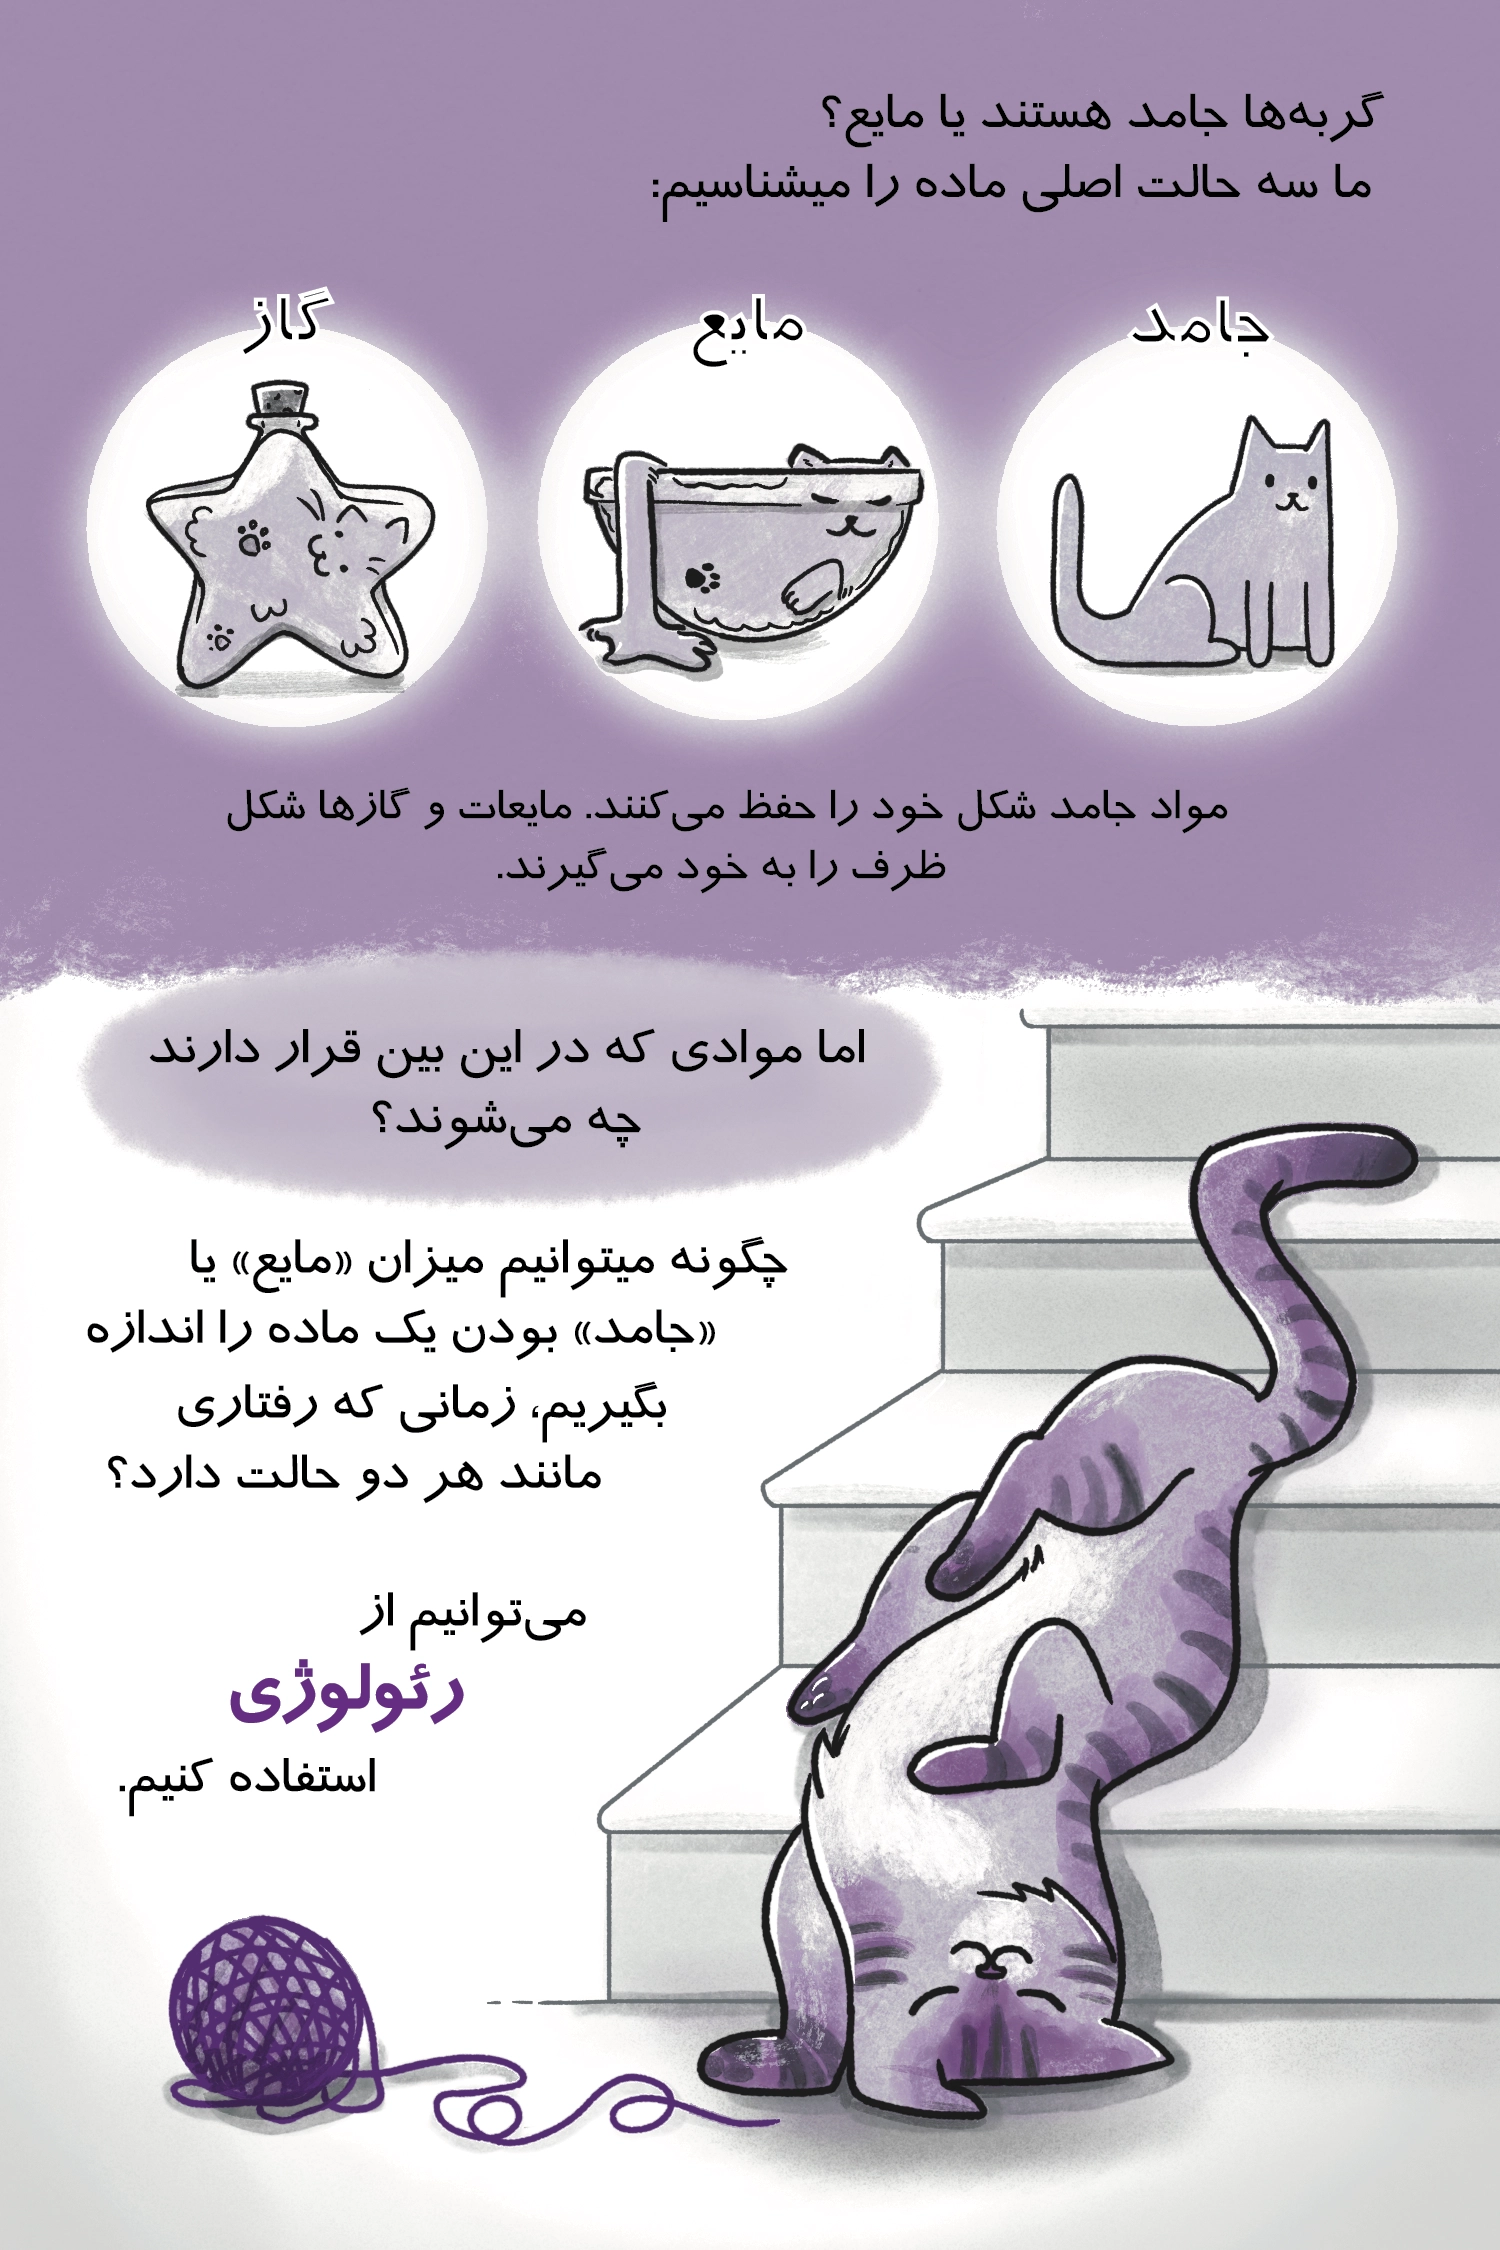 گربه‌ها جامد هستند یا مایع؟
ما سه حالت اصلی ماده را میشناسیم:
جامد
مایع
گاز
مواد جامد شکل خود را حفظ می‌کنند. مایعات و گازها شکل
ظرف را به خود می‌گیرند.
اما موادی که در این بین قرار دارند
چه می‌شوند؟
چگونه میتوانیم میزان «مایع» یا
«جامد» بودن یک ماده را اندازه
بگیریم، زمانی که رفتاری
مانند هر دو حالت دارد؟
می‌توانیم از
رئولوژی
استفاده کنیم.